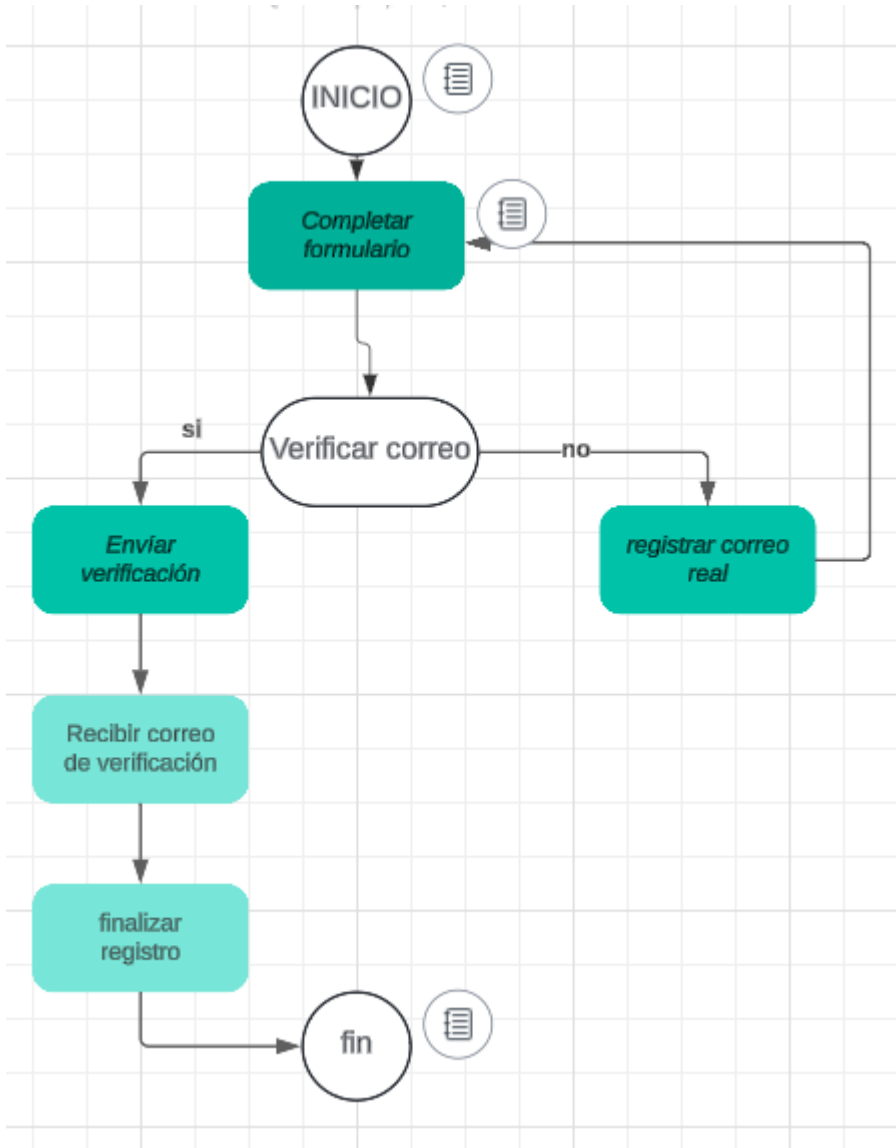 INICIO
Completar
formulario
Verificar correo
si
no
Envíar
verificación
registrar correo
real
Recibir correo
de verificación
finalizar
registro
fin